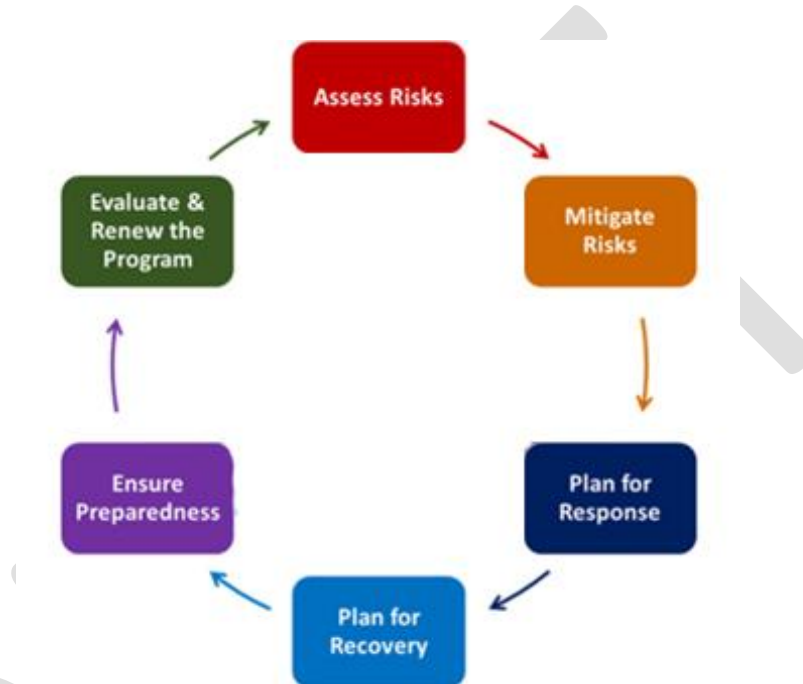 Assess Risks
Mitigate
Risks
Plan for
Response
Plan for
Recovery
Ensure
Preparedness
Evaluate &
Renew the
Program